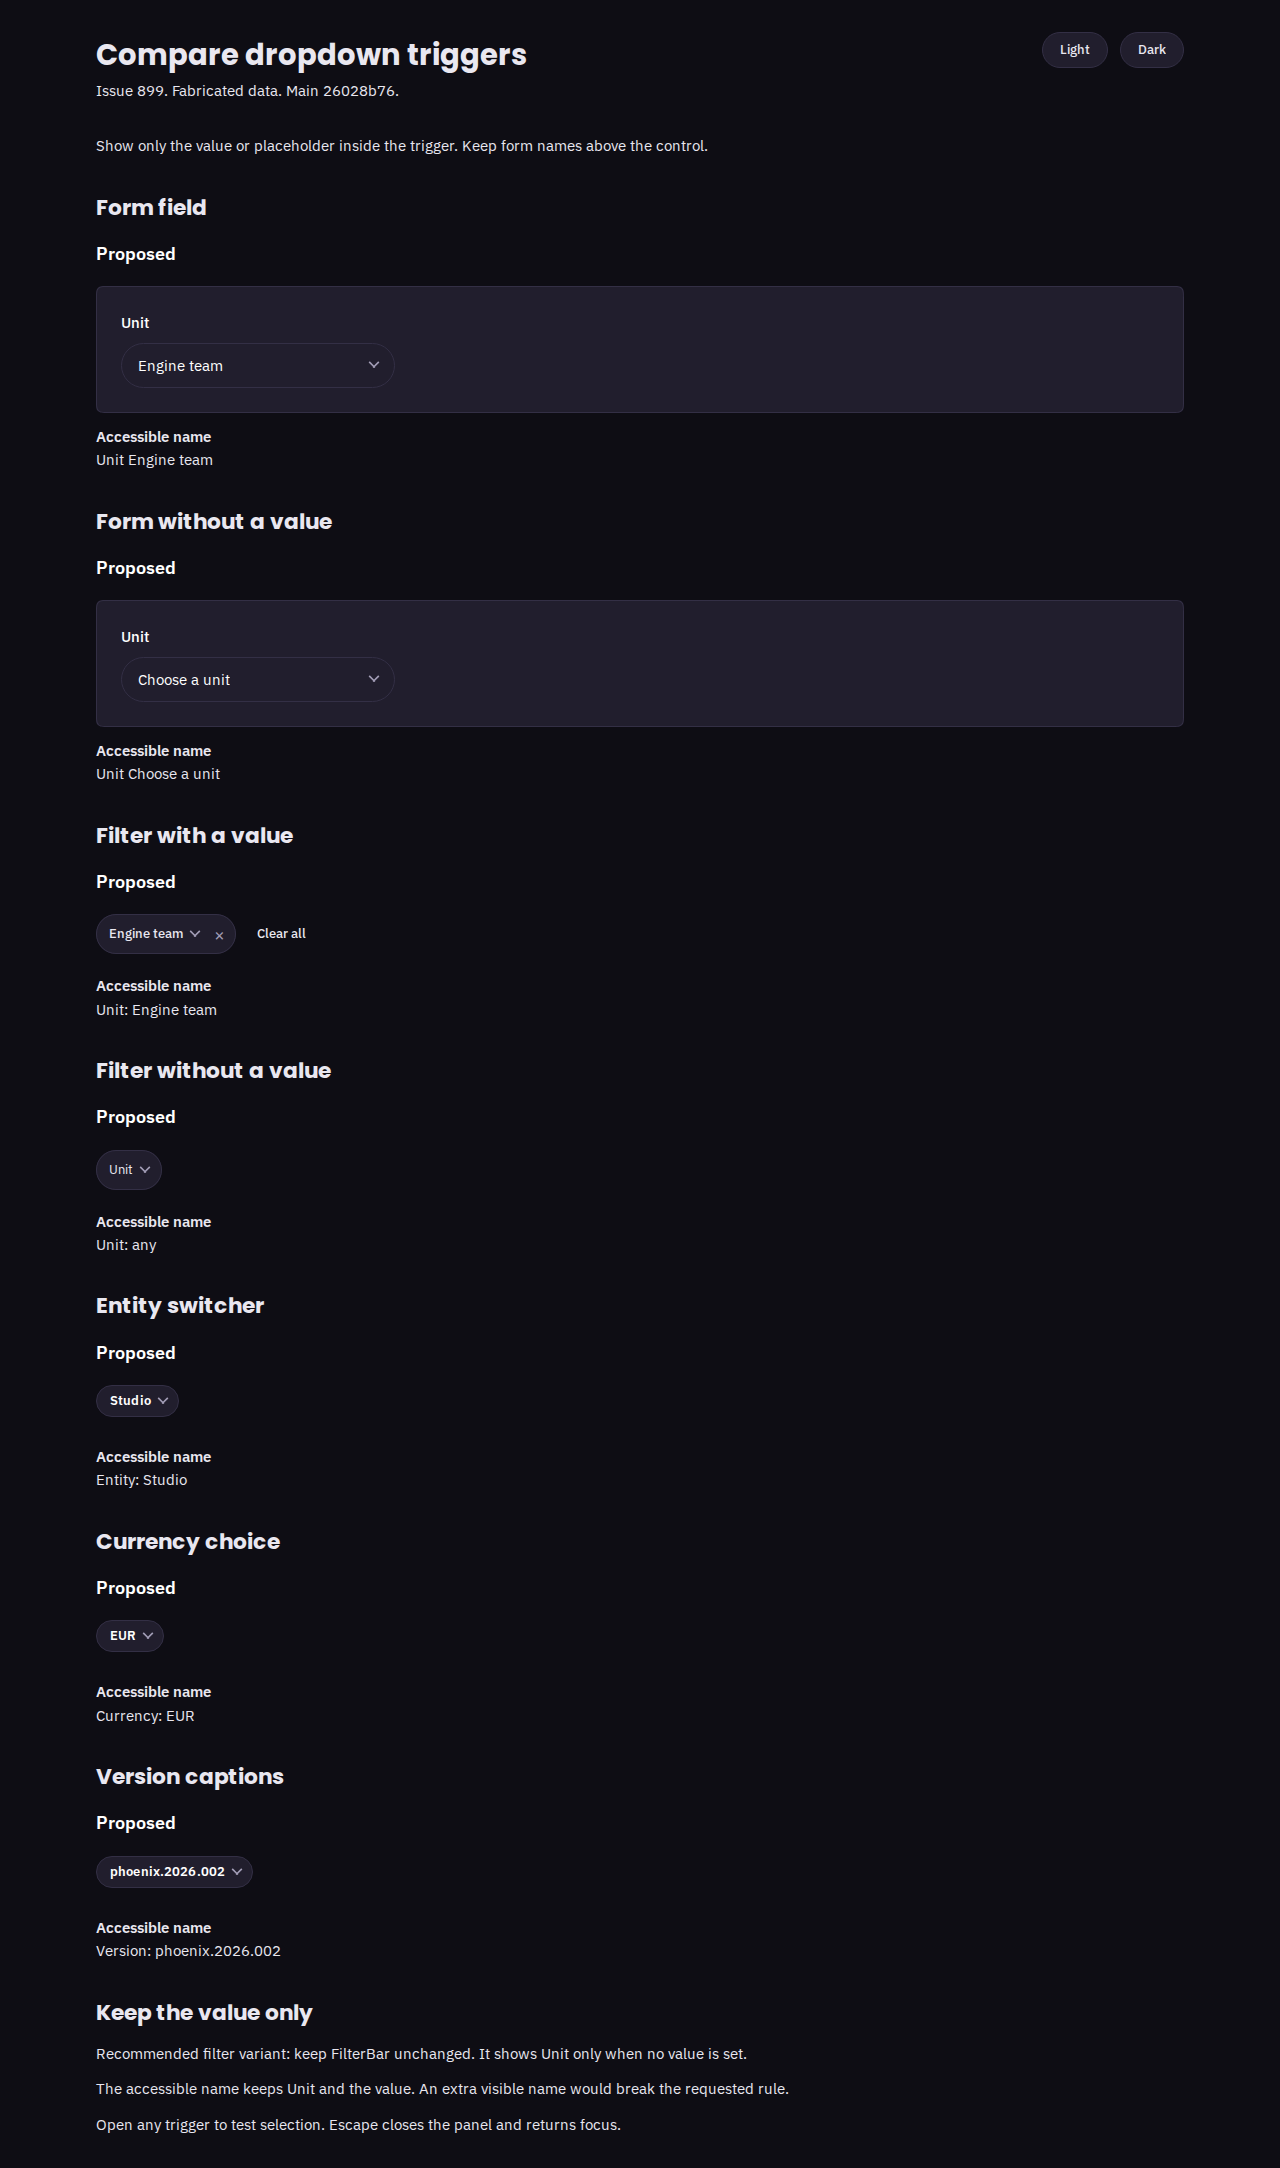 Compare dropdown triggers
Light
Dark
Issue 899. Fabricated data. Main 26028b76.
Show only the value or placeholder inside the trigger. Keep form names above the control.
Form field
Proposed
Unit
Engine team
Accessible name
Unit Engine team
Form without a value
Proposed
Unit
Choose a unit
Accessible name
Unit Choose a unit
Filter with a value
Proposed
Engine team × Clear all
Accessible name
Unit: Engine team
Filter without a value
Proposed
Unit
Accessible name
Unit: any
Entity switcher
Proposed
Studio
Accessible name
Entity: Studio
Currency choice
Proposed
EUR
Accessible name
Currency: EUR
Version captions
Proposed
phoenix.2026.002
Accessible name
Version: phoenix.2026.002
Keep the value only
Recommended filter variant: keep FilterBar unchanged. It shows Unit only when no value is set.
The accessible name keeps Unit and the value. An extra visible name would break the requested rule.
Open any trigger to test selection. Escape closes the panel and returns focus.